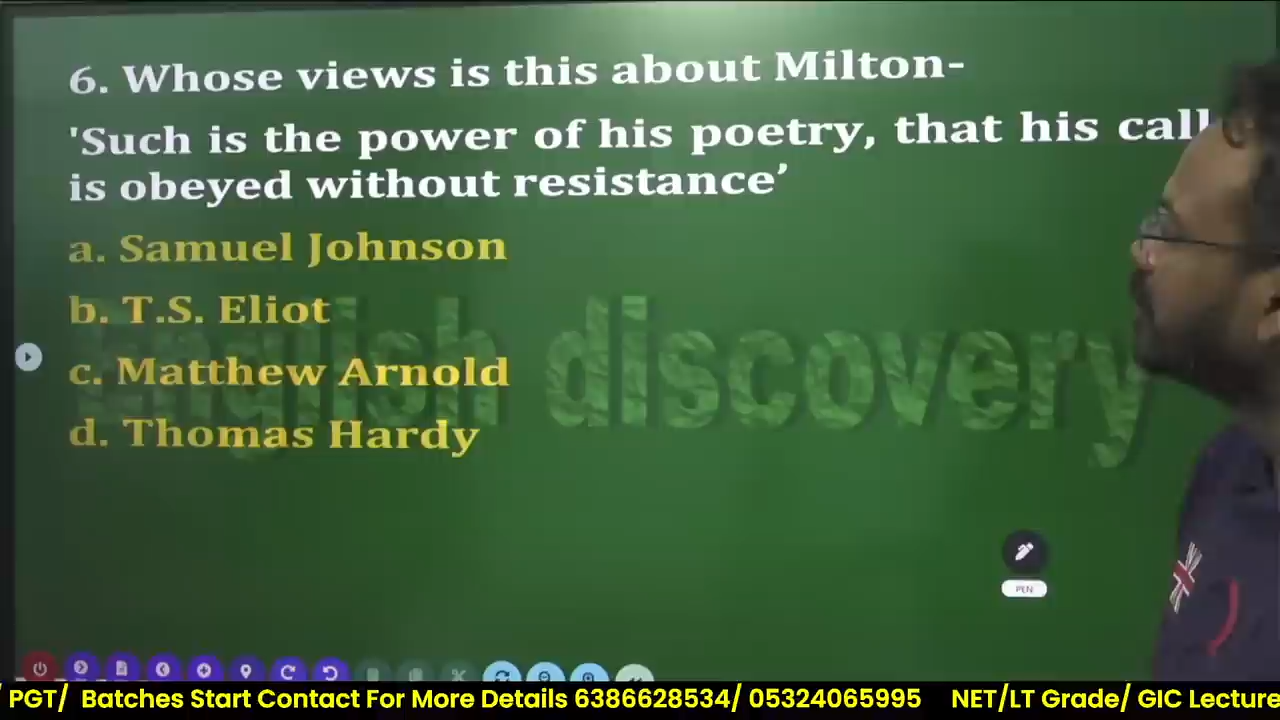 6. Whose views is this about Milton-
'Such is the power of his poetry, that his call
is obeyed without resistance’
a. Samuel Johnson
b. T.S. Eliot
c. Matthew Arnold
d. Thomas Hardy
English discovery
PEN
/ PGT/ Batches Start Contact For More Details 6386628534/ 05324065995 NET/LT Grade/ GIC Lecture